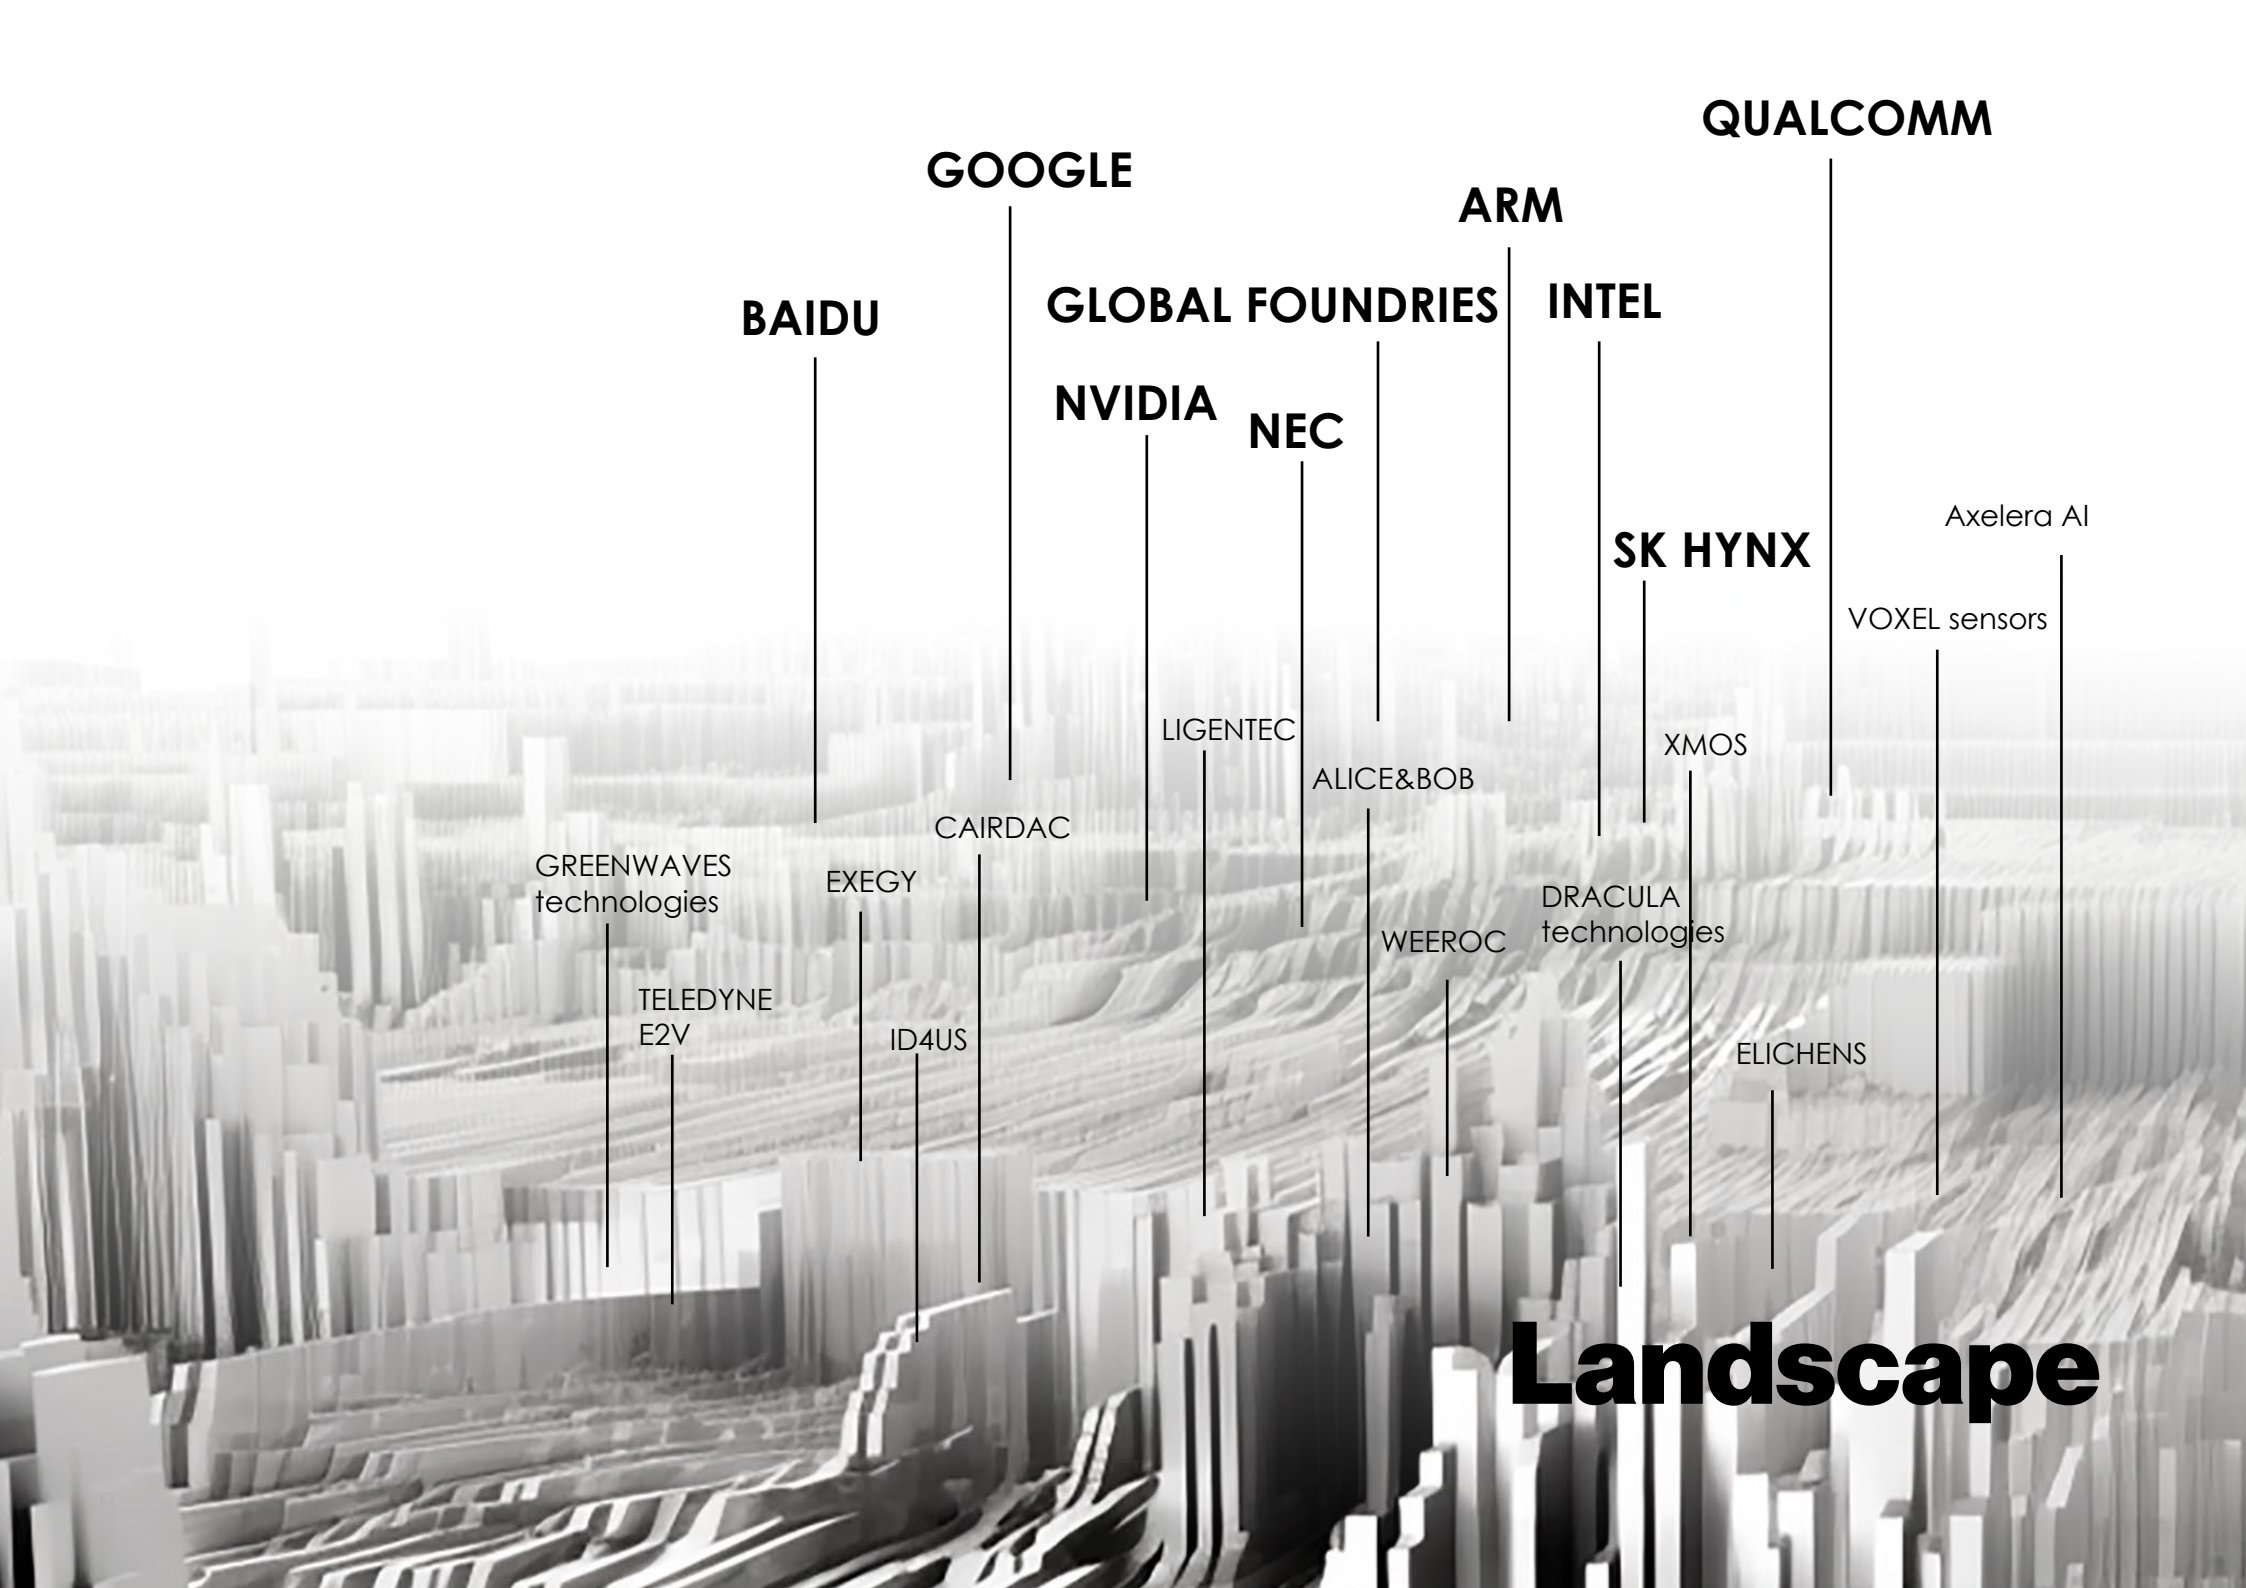 QUALCOMM
GOOGLE
ARM
INTEL
GLOBAL FOUNDRIES
BAIDU
NVIDIA
NEC
Axelera AI
SK HYNX
VOXEL sensors
LIGENTEC
XMOS
ALICE&BOB
CAIRDAC
GREENWAVES
technologies
EXEGY
DRACULA
technologies
WEEROC
TELEDYNE
E2V
ID4US
ELICHENS
Landscape